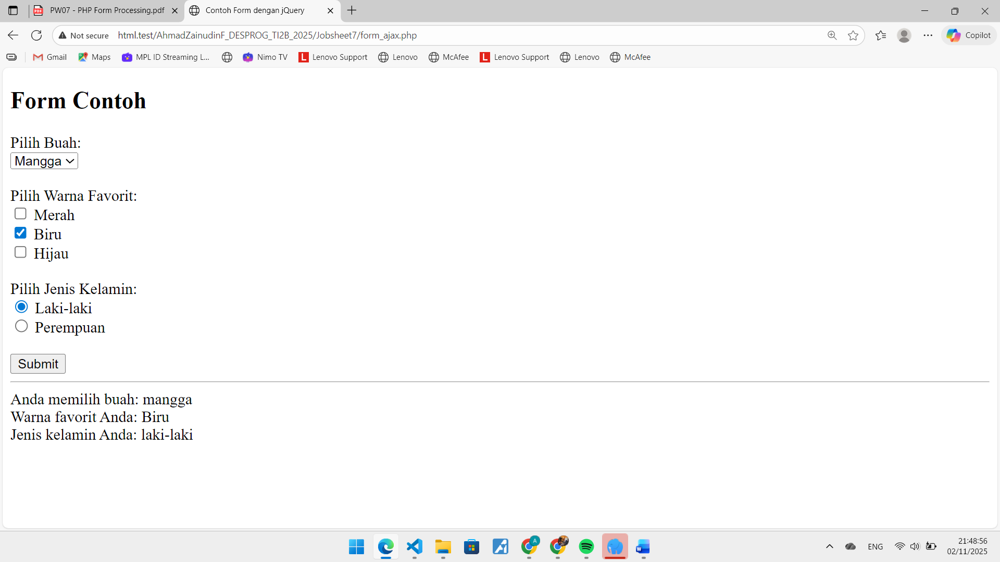 PW07 - PHP Form Processing.pdf
Contoh Form dengan jQuery
Not secure
html.test/AhmadZainudinF_DESPROG_TI2B_2025/Jobsheet7/form_ajax.php
Copilot
Gmail
Maps
MPL ID Streaming L...
Nimo TV
Lenovo Support
Lenovo
McAfee
Lenovo Support
Lenovo
McAfee
Form Contoh
Pilih Buah:
Mangga
Pilih Warna Favorit:
Merah
Biru
Hijau
Pilih Jenis Kelamin:
Laki-laki
Perempuan
Submit
Anda memilih buah: mangga
Warna favorit Anda: Biru
Jenis kelamin Anda: laki-laki
ENG
21:48:56
02/11/2025